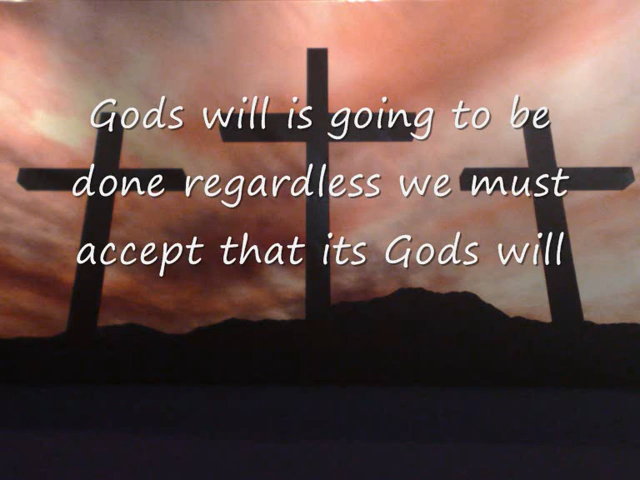 Gods will is going to be
done regardless we must
accept that its Gods will